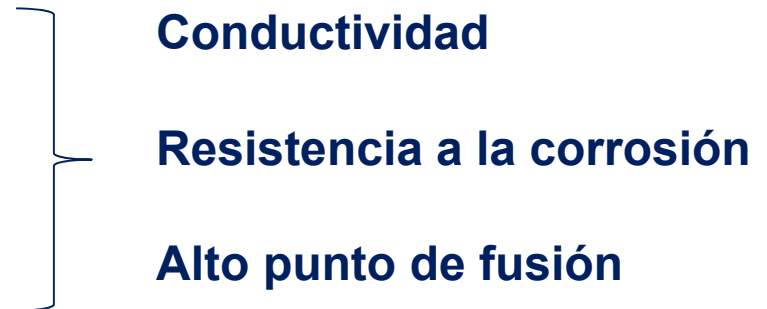 Conductividad
Resistencia a la corrosión
Alto punto de fusión